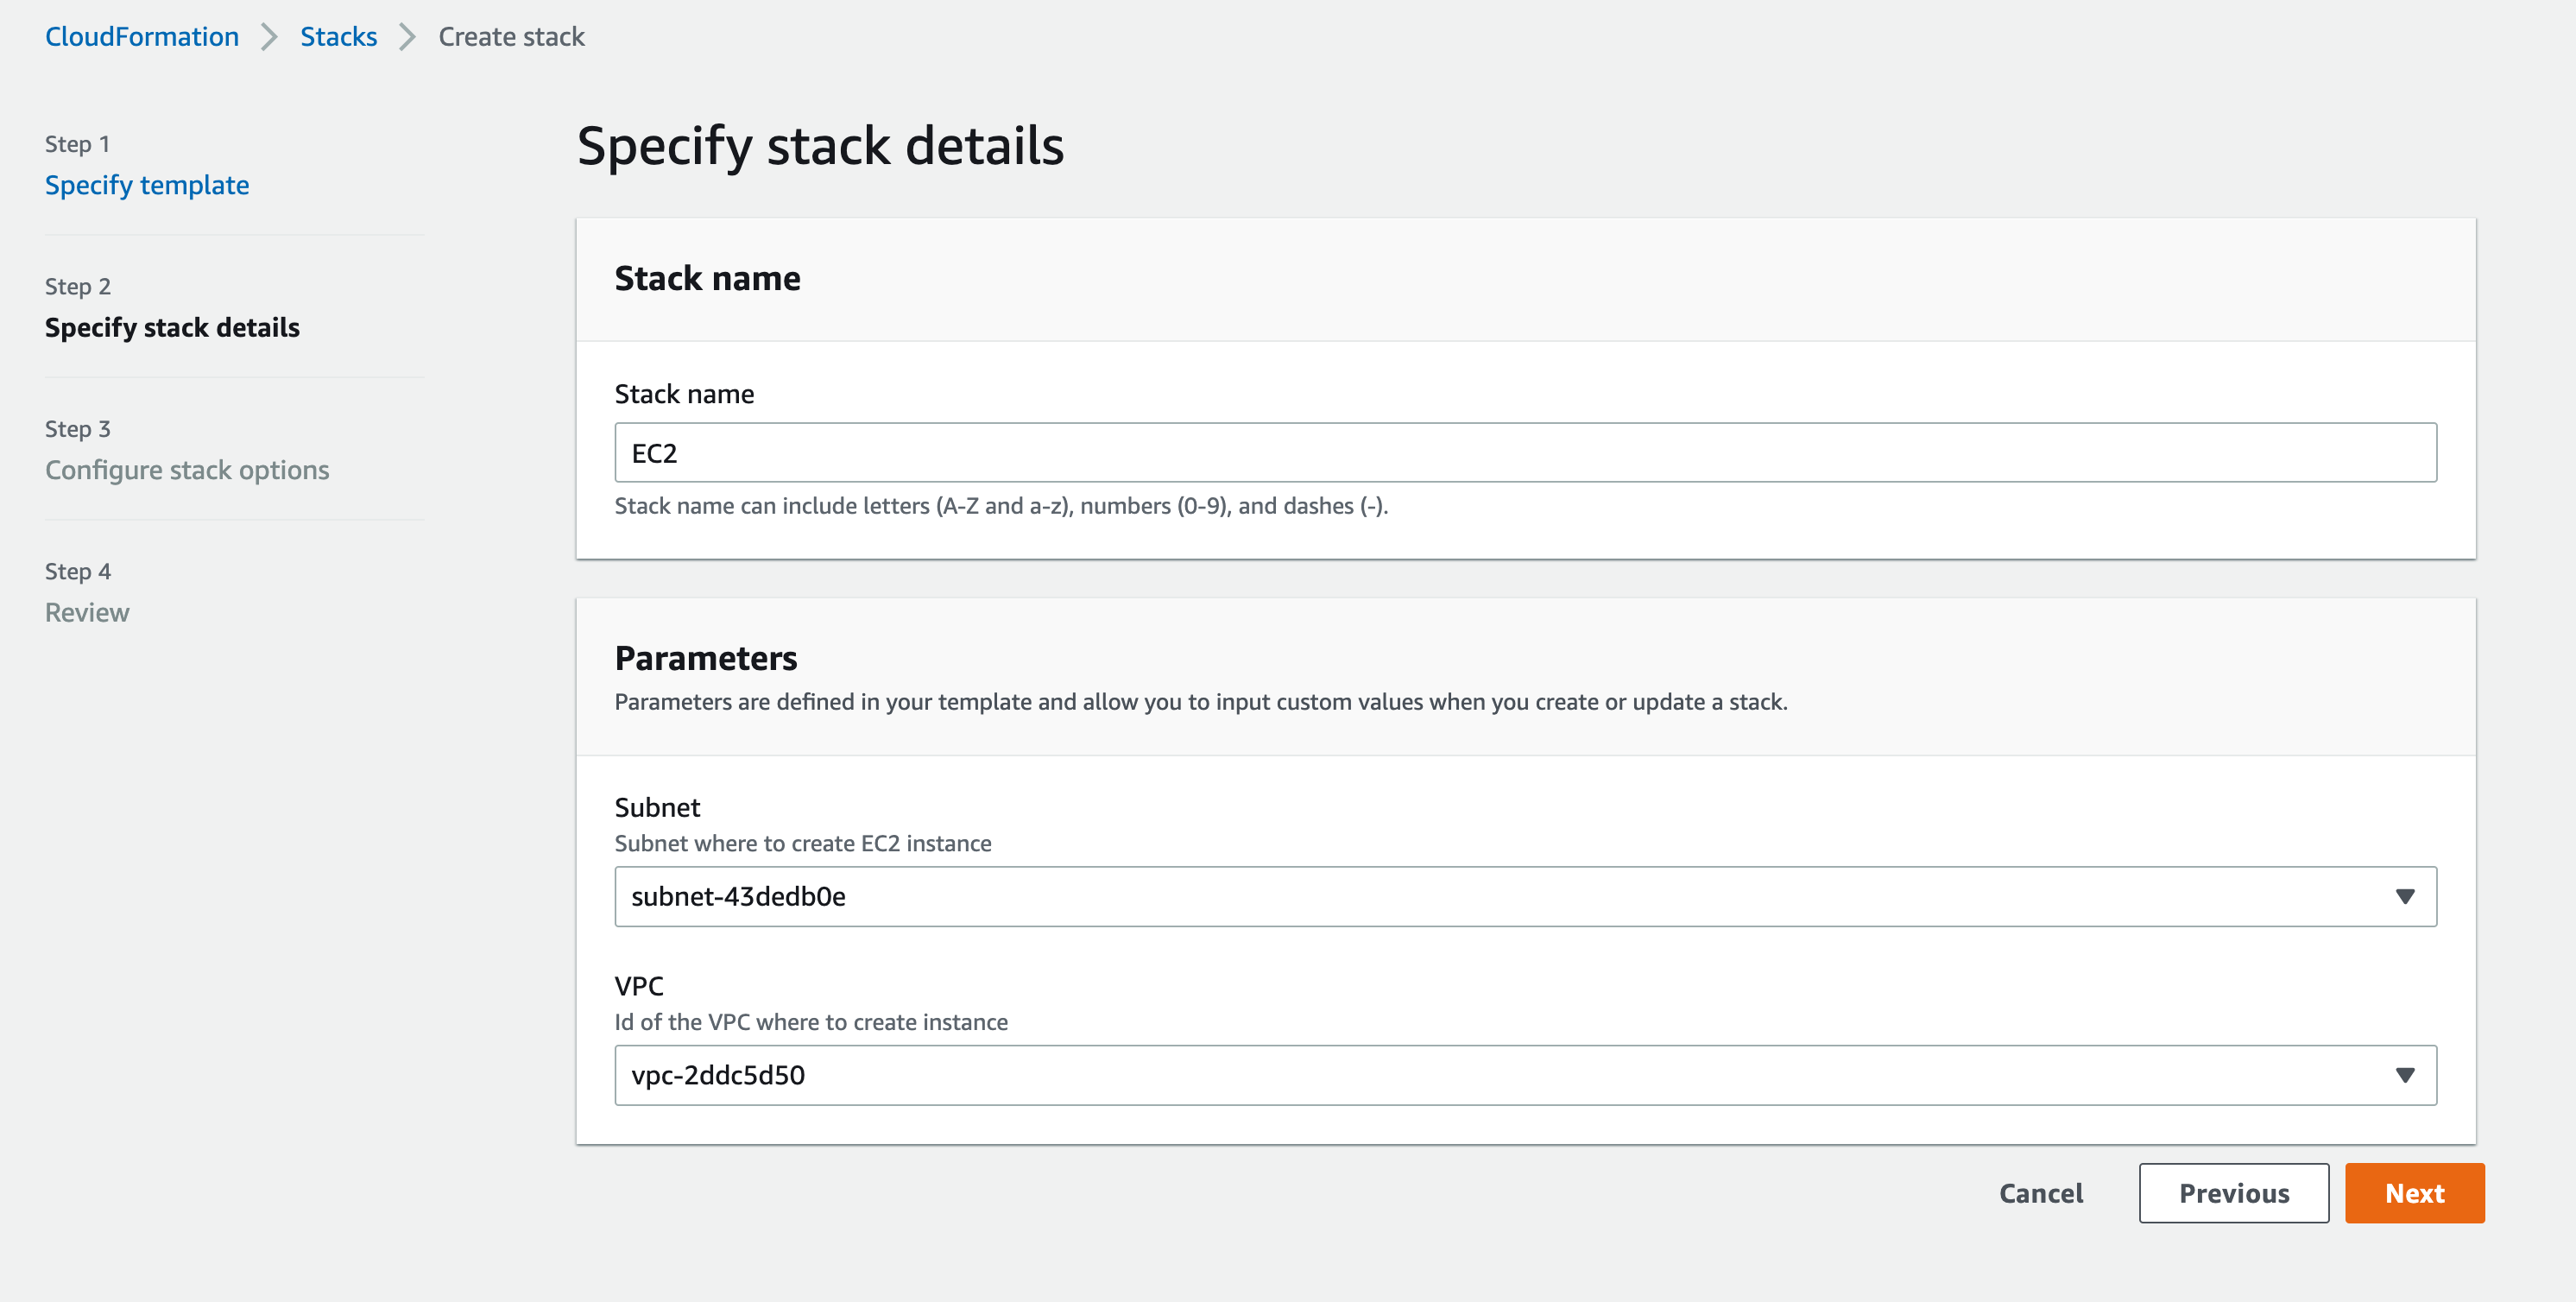 CloudFormation > Stacks > Create stack
Step 1
Specify template
Step 2
Specify stack details
Step 3
Configure stack options
Step 4
Review
Specify stack details
Stack name
Stack name
EC2
Stack name can include letters (A-Z and a-z), numbers (0-9), and dashes (-).
Parameters
Parameters are defined in your template and allow you to input custom values when you create or update a stack.
Subnet
Subnet where to create EC2 instance
subnet-43dedb0e
VPC
Id of the VPC where to create instance
vpc-2ddc5d50
Cancel Previous Next